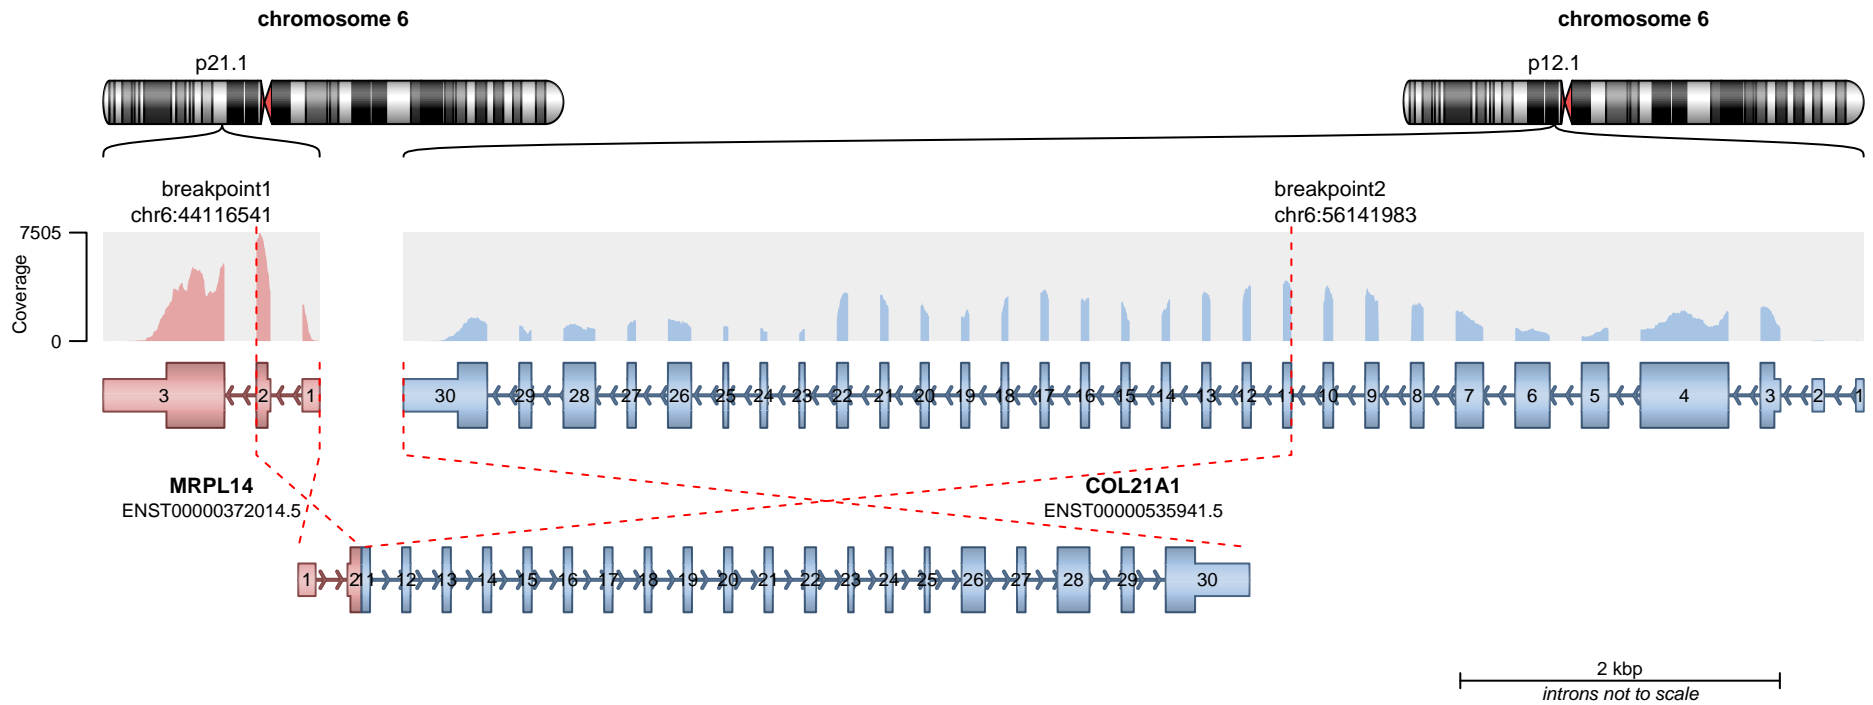 chromosome 6
chromosome 6
p21.1
p12.1
breakpoint1
chr6:44116541
breakpoint2
chr6:56141983
7505
Coverage
0
3 2 1
30 29 28 27 26 25 24 23 22 21 20 19 18 17 16 15 14 13 12 11 10 9 8 7 6 5 4 3 2 1
MRPL14
ENST00000372014.5
COL21A1
ENST00000535941.5
1 2 11 12 13 14 15 16 17 18 19 20 21 22 23 24 25 26 27 28 29 30
2 kbp
introns not to scale